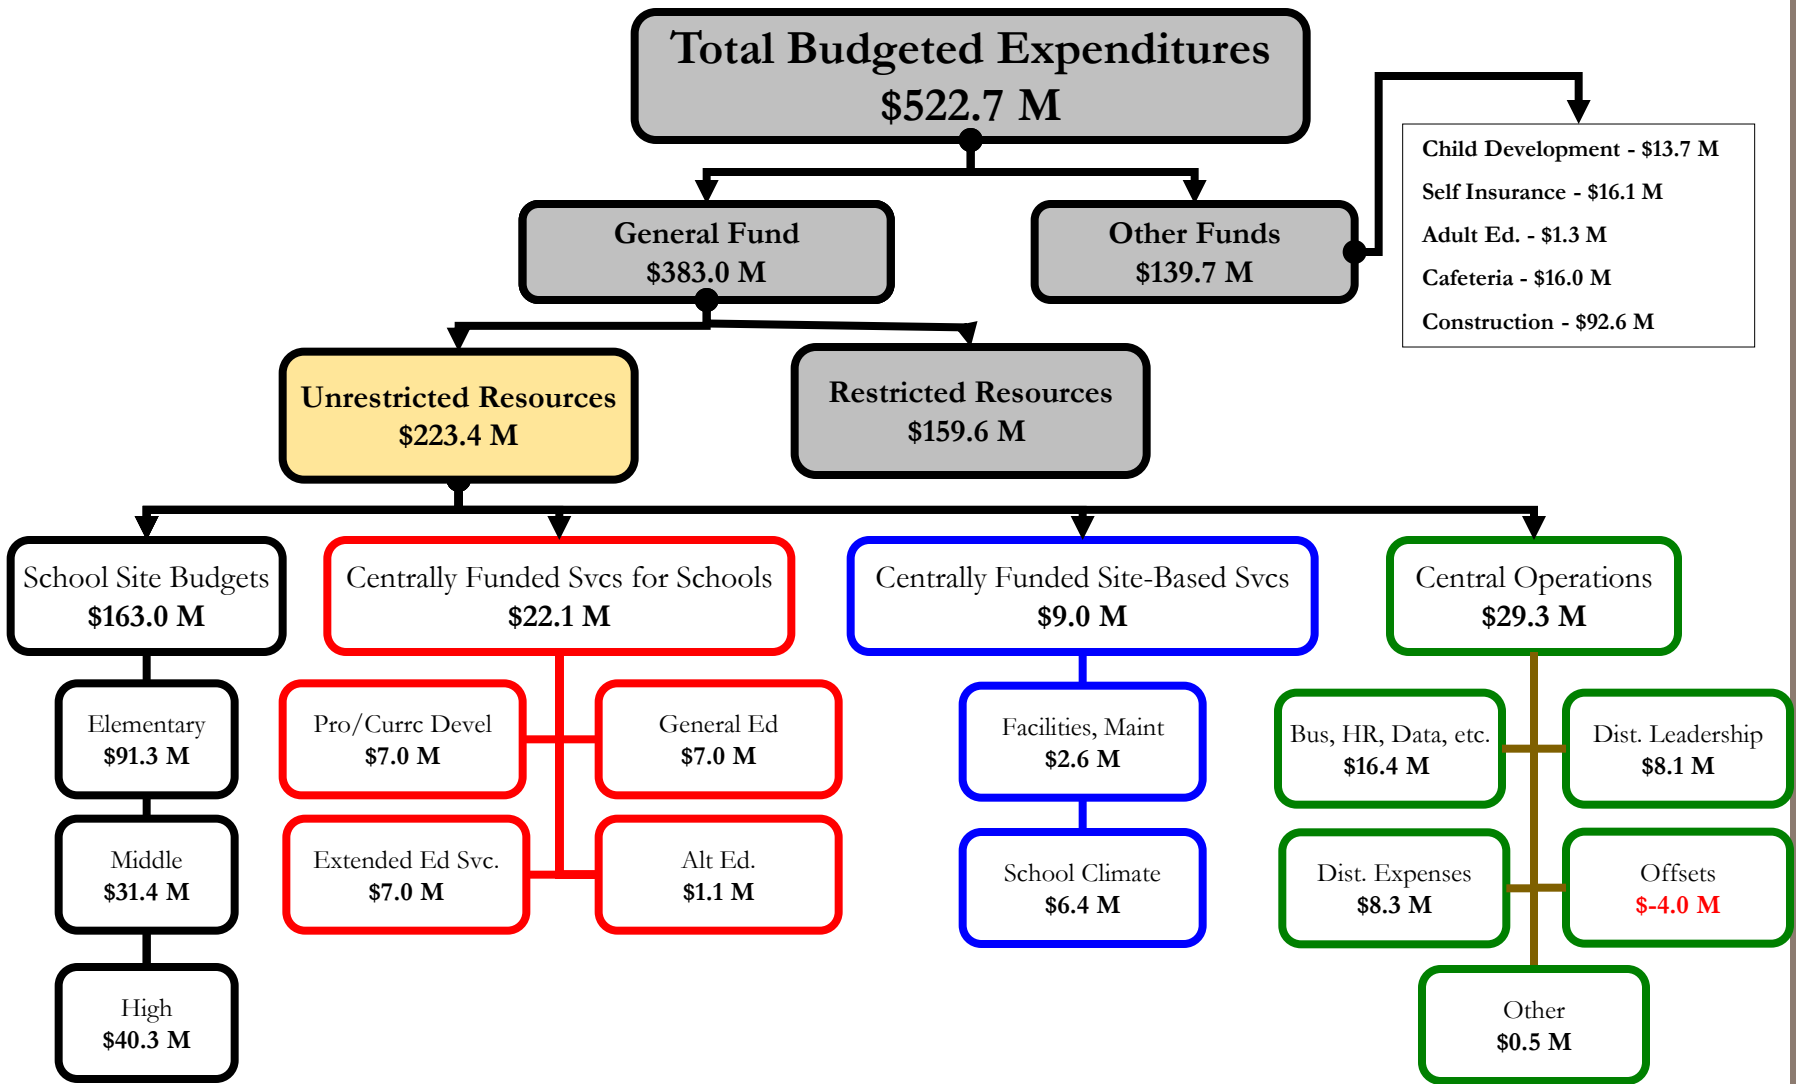 Total Budgeted Expenditures
$522.7 M
Child Development - $13.7 M
Self Insurance - $16.1 M
Adult Ed. - $1.3 M
Cafeteria - $16.0 M
Construction - $92.6 M
General Fund
$383.0 M
Other Funds
$139.7 M
Unrestricted Resources
$223.4 M
Restricted Resources
$159.6 M
School Site Budgets
$163.0 M
Centrally Funded Svcs for Schools
$22.1 M
Centrally Funded Site-Based Svcs
$9.0 M
Central Operations
$29.3 M
Elementary
$91.3 M
Middle
$31.4 M
High
$40.3 M
Pro/Currc Devel
$7.0 M
General Ed
$7.0 M
Extended Ed Svc.
$7.0 M
Alt Ed.
$1.1 M
Facilities, Maint
$2.6 M
School Climate
$6.4 M
Bus, HR, Data, etc.
$16.4 M
Dist. Leadership
$8.1 M
Dist. Expenses
$8.3 M
Offsets
$-4.0 M
Other
$0.5 M